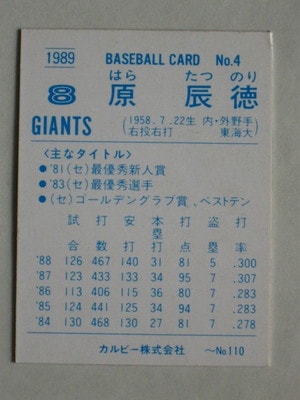 1989 BASEBALL CARD No.4
はら たつ のり
8 原 辰徳
GIANTS
1958.7.22生 内・外野手
右投右打 東海大
<主なタイトル>
●'81(セ)最優秀新人賞
●'83(セ)最優秀選手
●(セ)ゴールデングラブ賞、ベストテン
試合 打数 安打 本塁打 打点 盗塁 打率
'88 126 467 140 31 81 5 .300
'87 123 433 133 34 95 7 .307
'86 113 406 115 36 80 7 .283
'85 124 441 125 34 94 7 .283
'84 130 468 130 27 81 7 .278
カルビー株式会社 〜No110